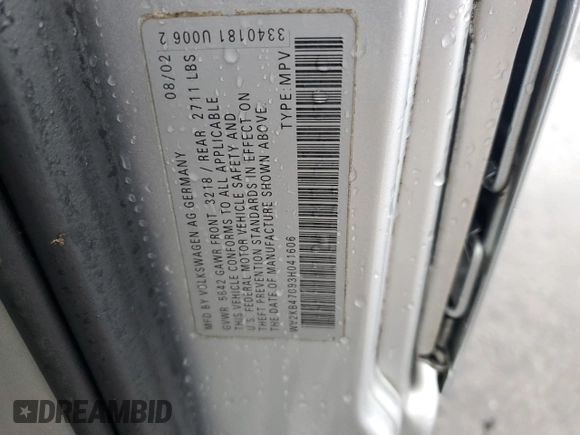 MFD BY VOLKSWAGEN AG GERMANY 08/02 3340181 U006 2
GVWR 5842 GAWR FRONT 3218 / REAR 2711 LBS
THIS VEHICLE CONFORMS TO ALL APPLICABLE
U.S. FEDERAL MOTOR VEHICLE SAFETY AND
THEFT PREVENTION STANDARDS IN EFFECT ON
THE DATE OF MANUFACTURE SHOWN ABOVE.
WV2KB47093H041606 TYPE: MPV
DREAMBID